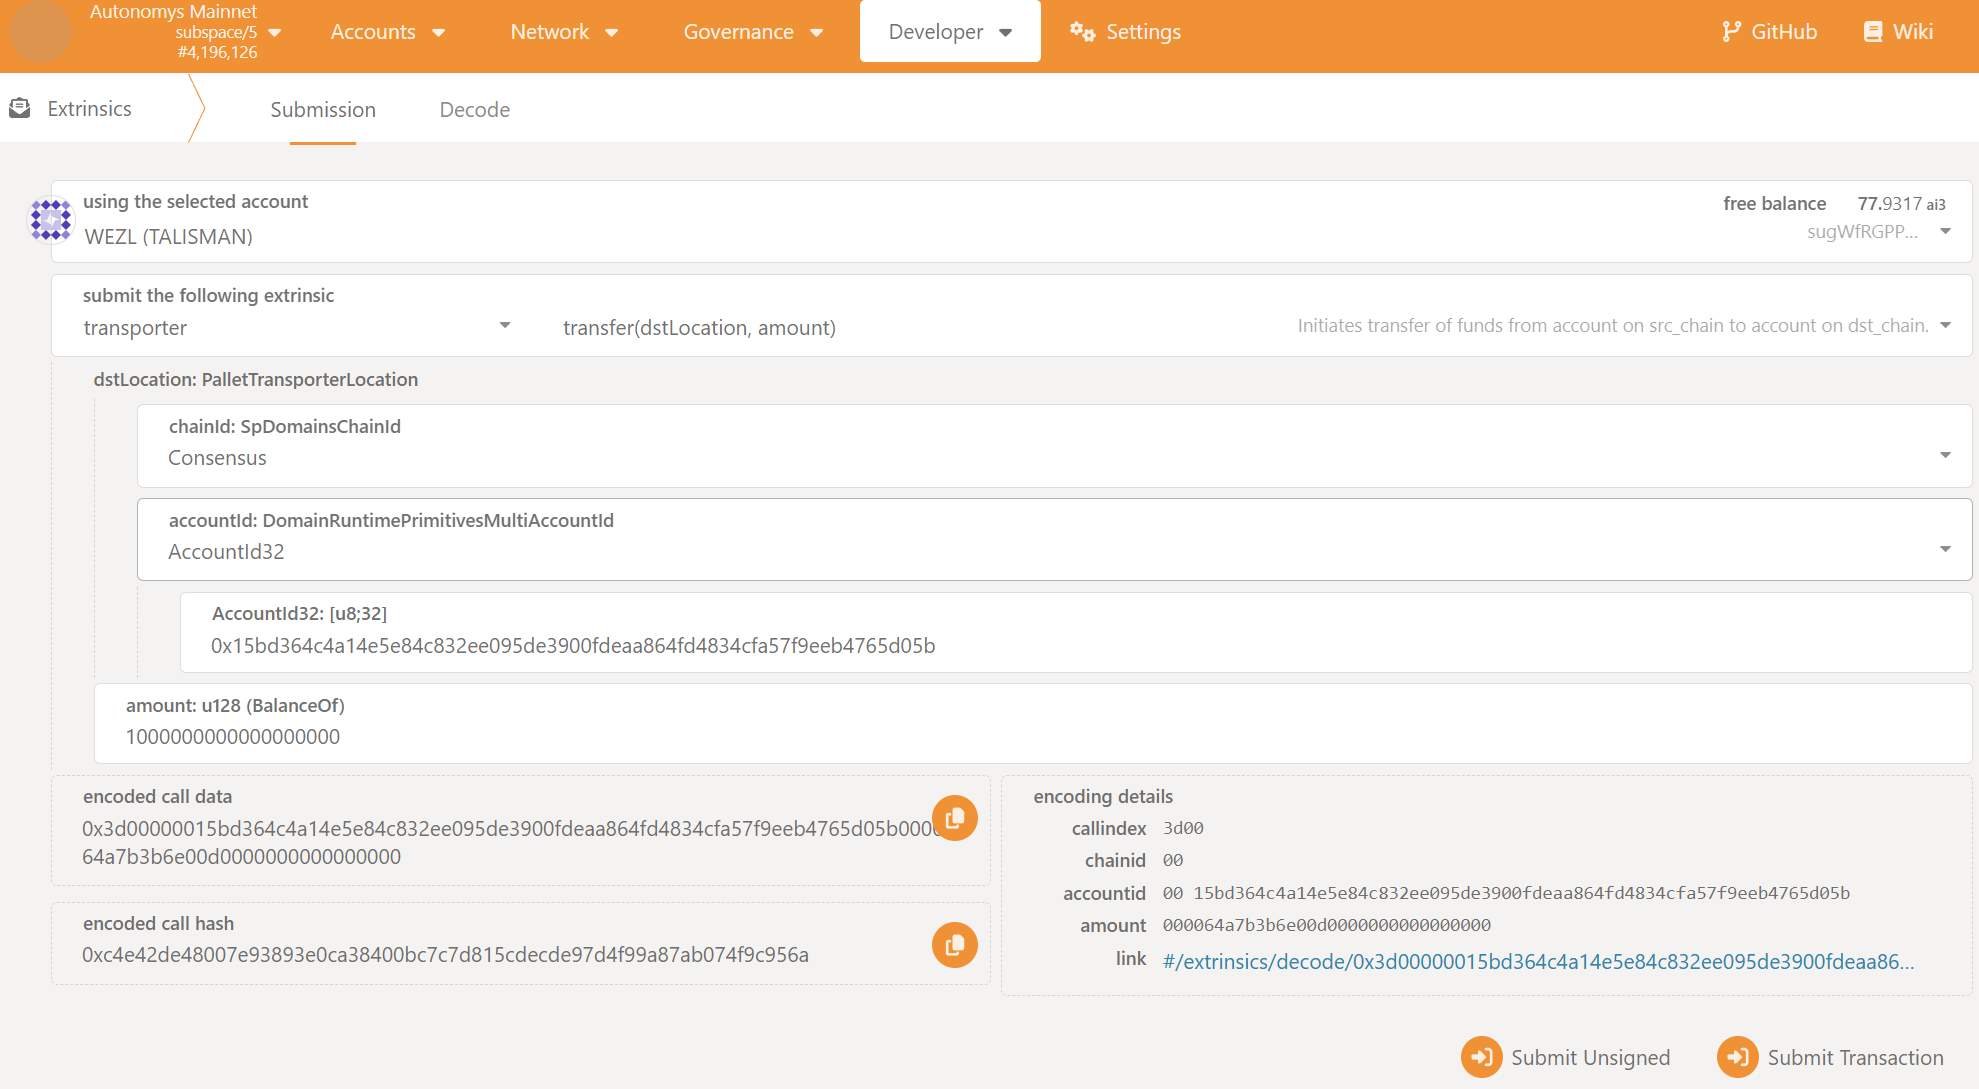 Autonomys Mainnet
subspace/5
#4,196,126
Accounts
Network
Governance
Developer
Settings
GitHub
Wiki
Extrinsics
Submission
Decode
using the selected account
WEZL (TALISMAN)
free balance 77.9317 ai3
sugWfRGPP...
submit the following extrinsic
transporter
transfer(dstLocation, amount)
Initiates transfer of funds from account on src_chain to account on dst_chain.
dstLocation: PalletTransporterLocation
chainId: SpDomainsChainId
Consensus
accountId: DomainRuntimePrimitivesMultiAccountId
AccountId32
AccountId32: [u8;32]
0x15bd364c4a14e5e84c832ee095de3900fdeaa864fd4834cfa57f9eeb4765d05b
amount: u128 (BalanceOf)
1000000000000000000
encoded call data
0x3d00000015bd364c4a14e5e84c832ee095de3900fdeaa864fd4834cfa57f9eeb4765d05b000
64a7b3b6e00d0000000000000000
encoded call hash
0xc4e42de48007e93893e0ca38400bc7c7d815cdecde97d4f99a87ab074f9c956a
encoding details
callindex 3d00
chainid 00
accountid 00 15bd364c4a14e5e84c832ee095de3900fdeaa864fd4834cfa57f9eeb4765d05b
amount 000064a7b3b6e00d0000000000000000
link #/extrinsics/decode/0x3d00000015bd364c4a14e5e84c832ee095de3900fdeaa86...
Submit Unsigned
Submit Transaction